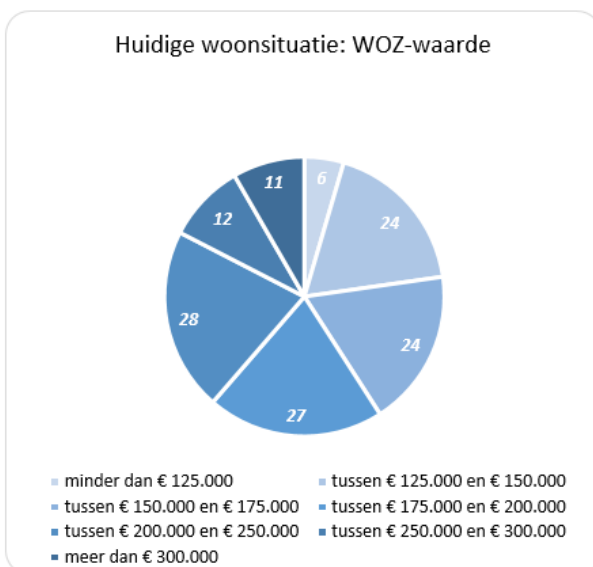 Huidige woonsituatie: WOZ-waarde
6
11
24
12
28
24
27
minder dan € 125.000
tussen € 125.000 en € 150.000
tussen € 150.000 en € 175.000
tussen € 175.000 en € 200.000
tussen € 200.000 en € 250.000
tussen € 250.000 en € 300.000
meer dan € 300.000